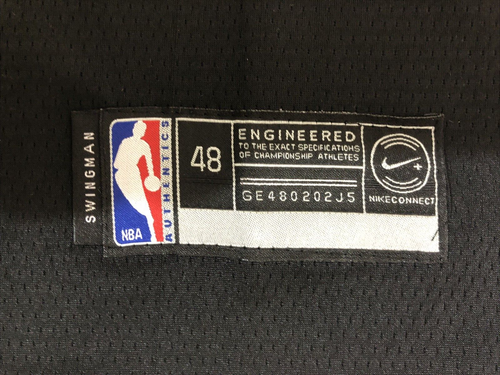 SWINGMAN
NBA
AUTHENTICS
48
ENGINEERED
TO THE EXACT SPECIFICATIONS
OF CHAMPIONSHIP ATHLETES
GE480202J5
NIKECONNECT